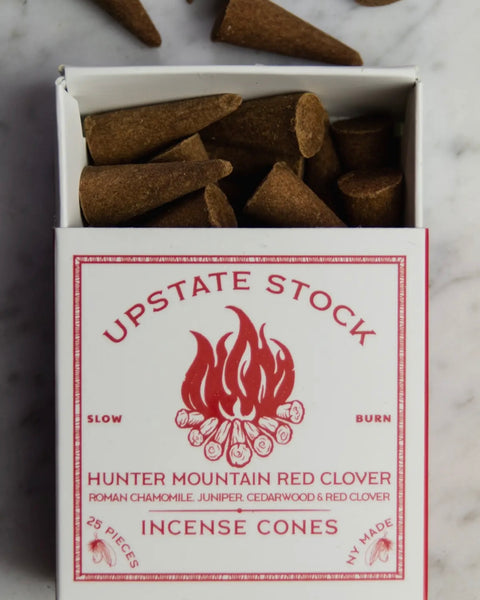 UPSTATE STOCK
SLOW BURN
HUNTER MOUNTAIN RED CLOVER
ROMAN CHAMOMILE, JUNIPER, CEDARWOOD & RED CLOVER
INCENSE CONES
25 PIECES
NY MADE